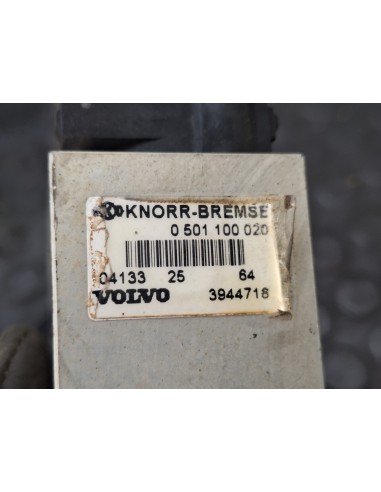 KNORR-BREMSE
0 501 100 020
04133 25 64
VOLVO 3944716